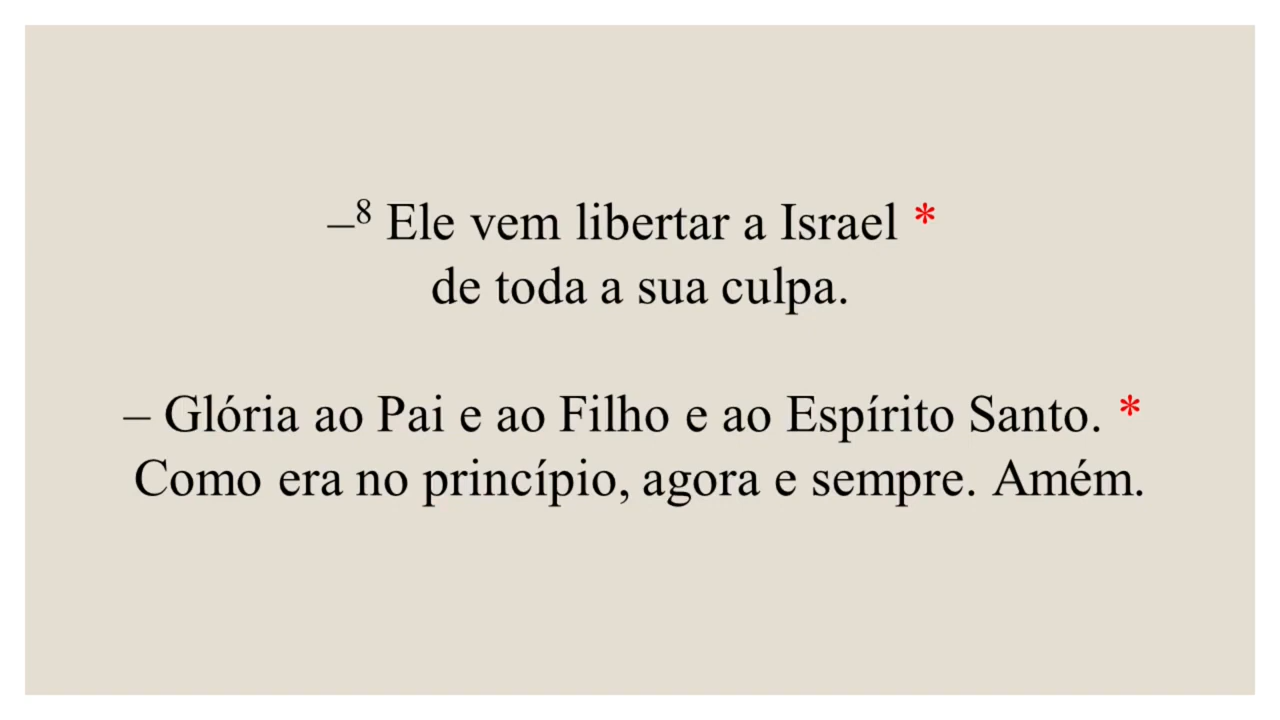 –⁸ Ele vem libertar a Israel *
de toda a sua culpa.
– Glória ao Pai e ao Filho e ao Espírito Santo. *
Como era no princípio, agora e sempre. Amém.